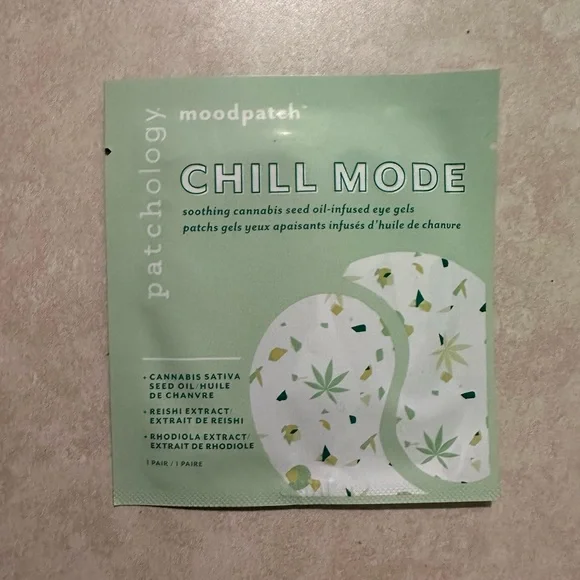 patchology
moodpatch™
CHILL MODE
soothing cannabis seed oil-infused eye gels
patchs gels yeux apaisants infusés d'huile de chanvre
• CANNABIS SATIVA
SEED OIL/HUILE
DE CHANVRE
• REISHI EXTRACT/
EXTRAIT DE REISHI
• RHODIOLA EXTRACT/
EXTRAIT DE RHODIOLE
1 PAIR / 1 PAIRE